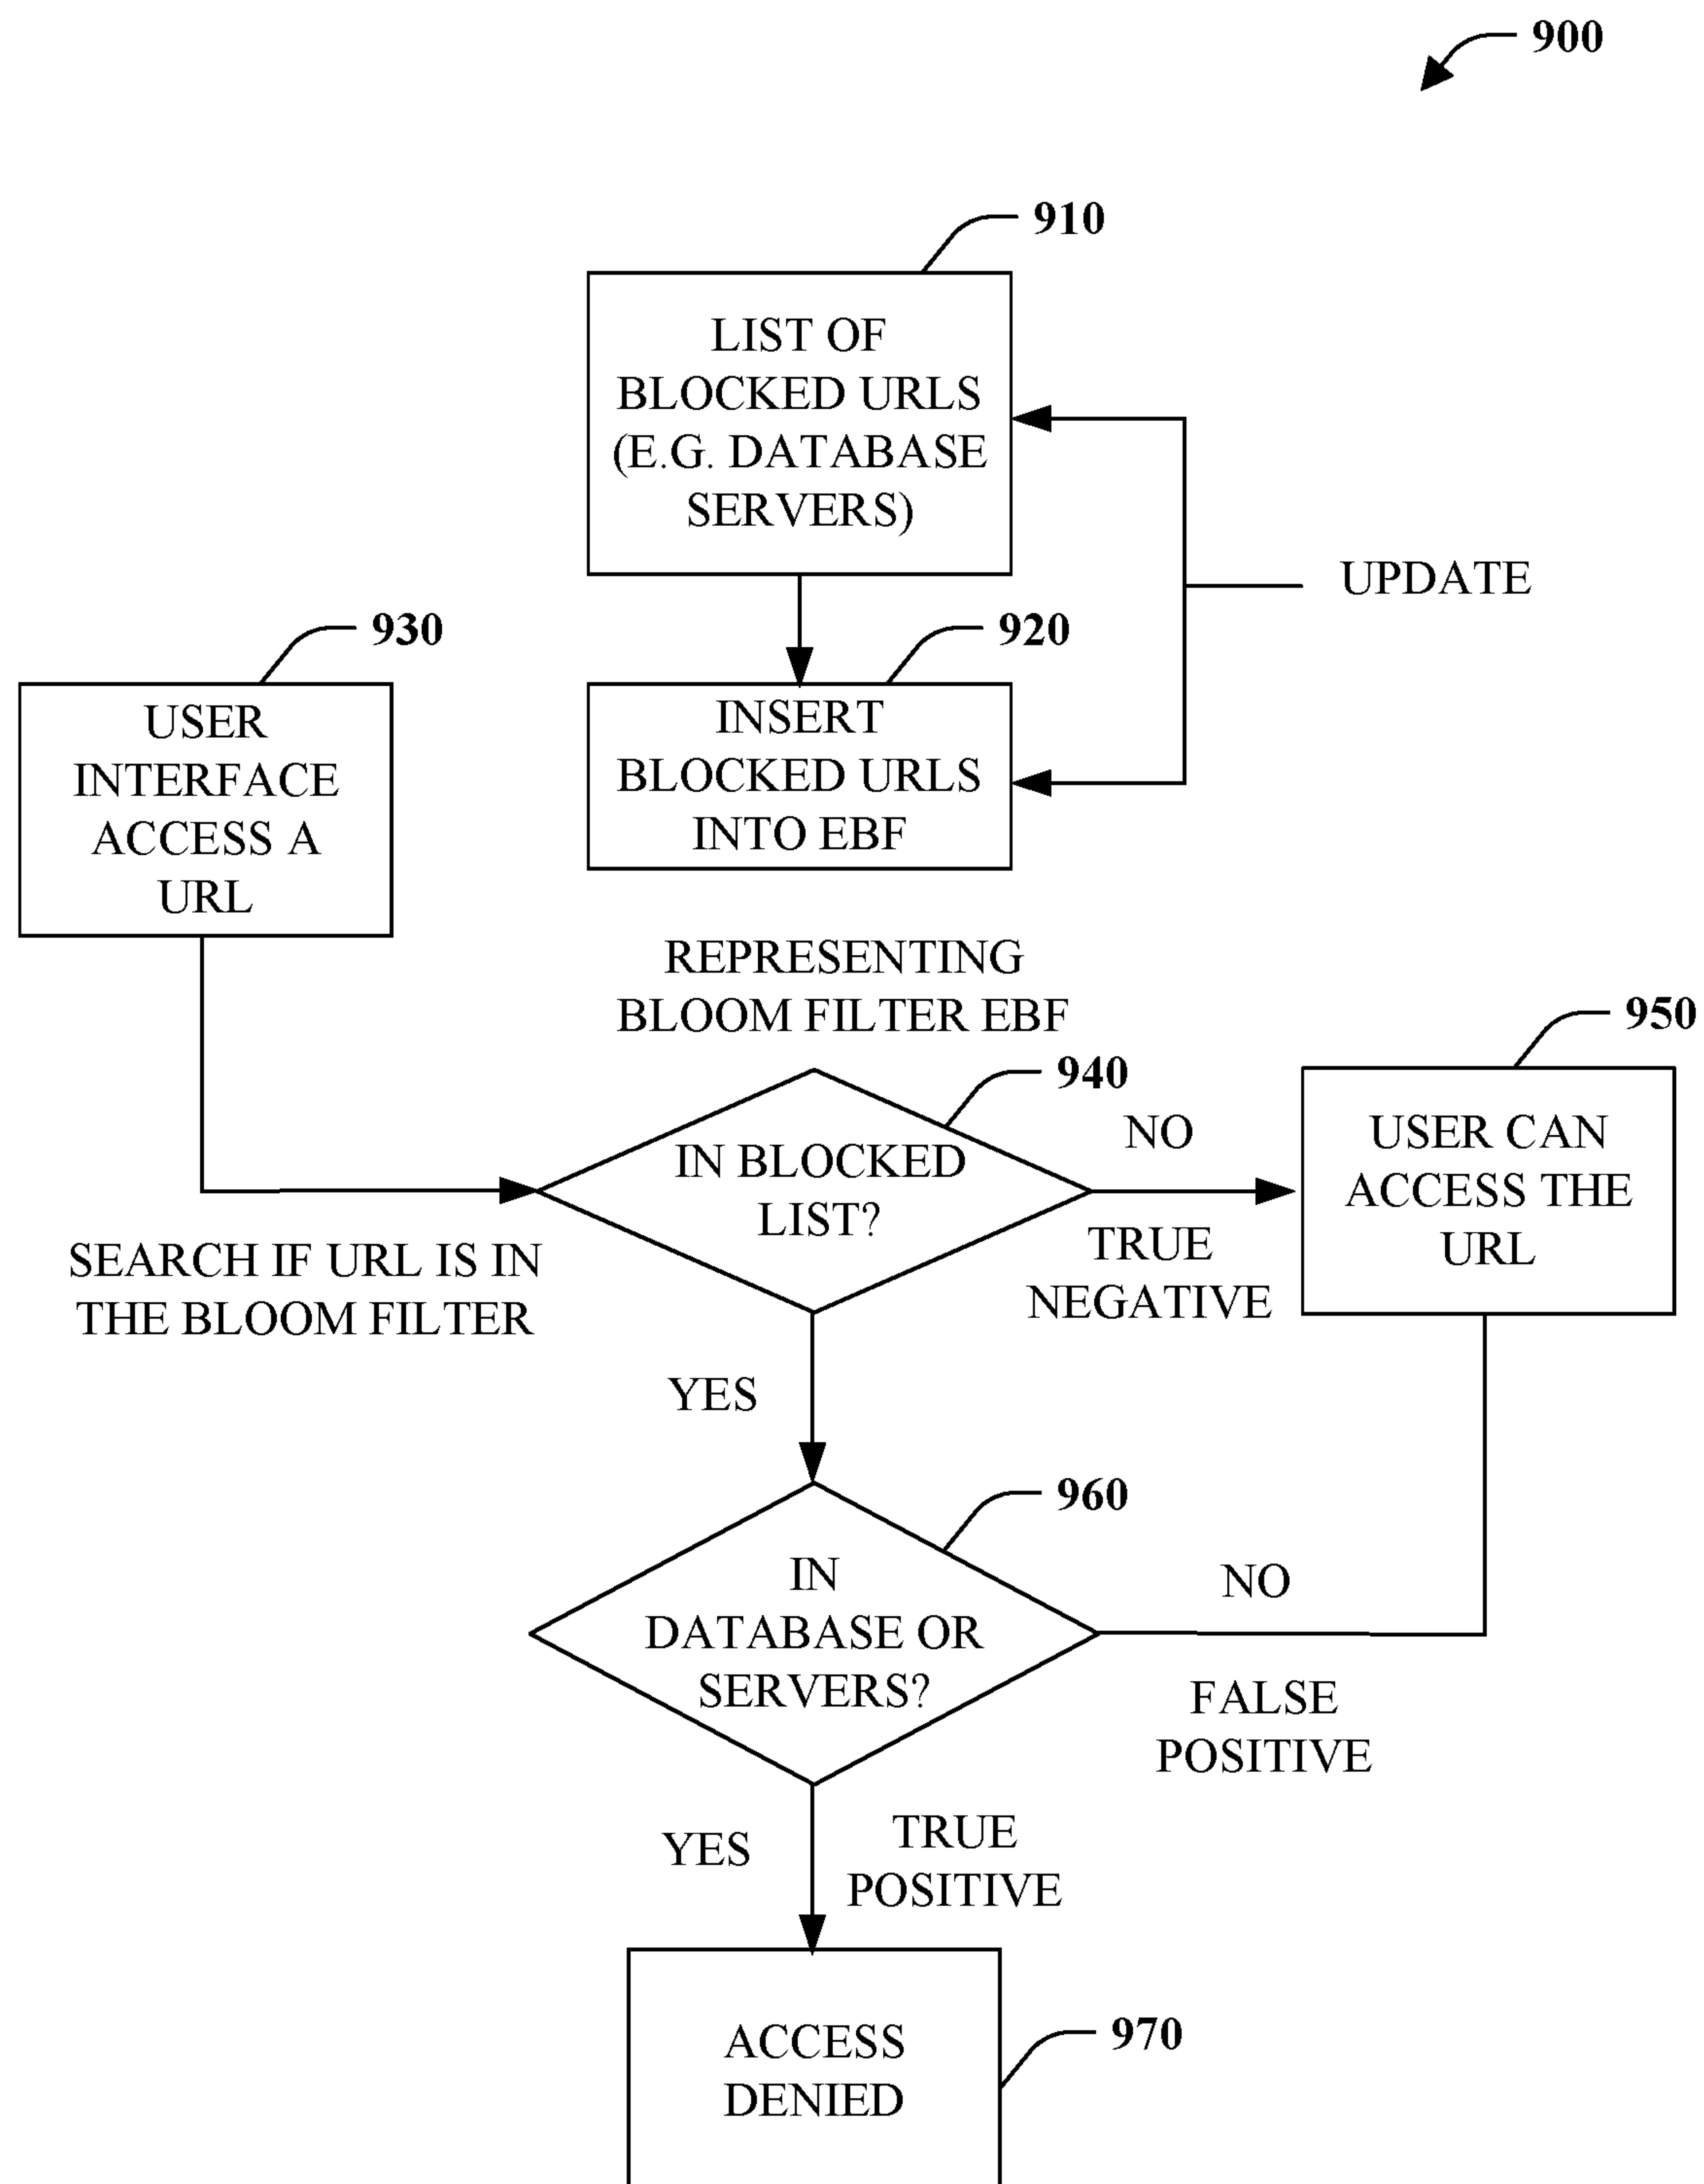 900
910
LIST OF
BLOCKED URLS
(E.G. DATABASE
SERVERS)
UPDATE
930
920
USER
INTERFACE
ACCESS A
URL
INSERT
BLOCKED URLS
INTO EBF
REPRESENTING
BLOOM FILTER EBF
950
940
IN BLOCKED
LIST?
NO
TRUE
NEGATIVE
USER CAN
ACCESS THE
URL
SEARCH IF URL IS IN
THE BLOOM FILTER
YES
960
IN
DATABASE OR
SERVERS?
NO
FALSE
POSITIVE
YES
TRUE
POSITIVE
ACCESS
DENIED
970